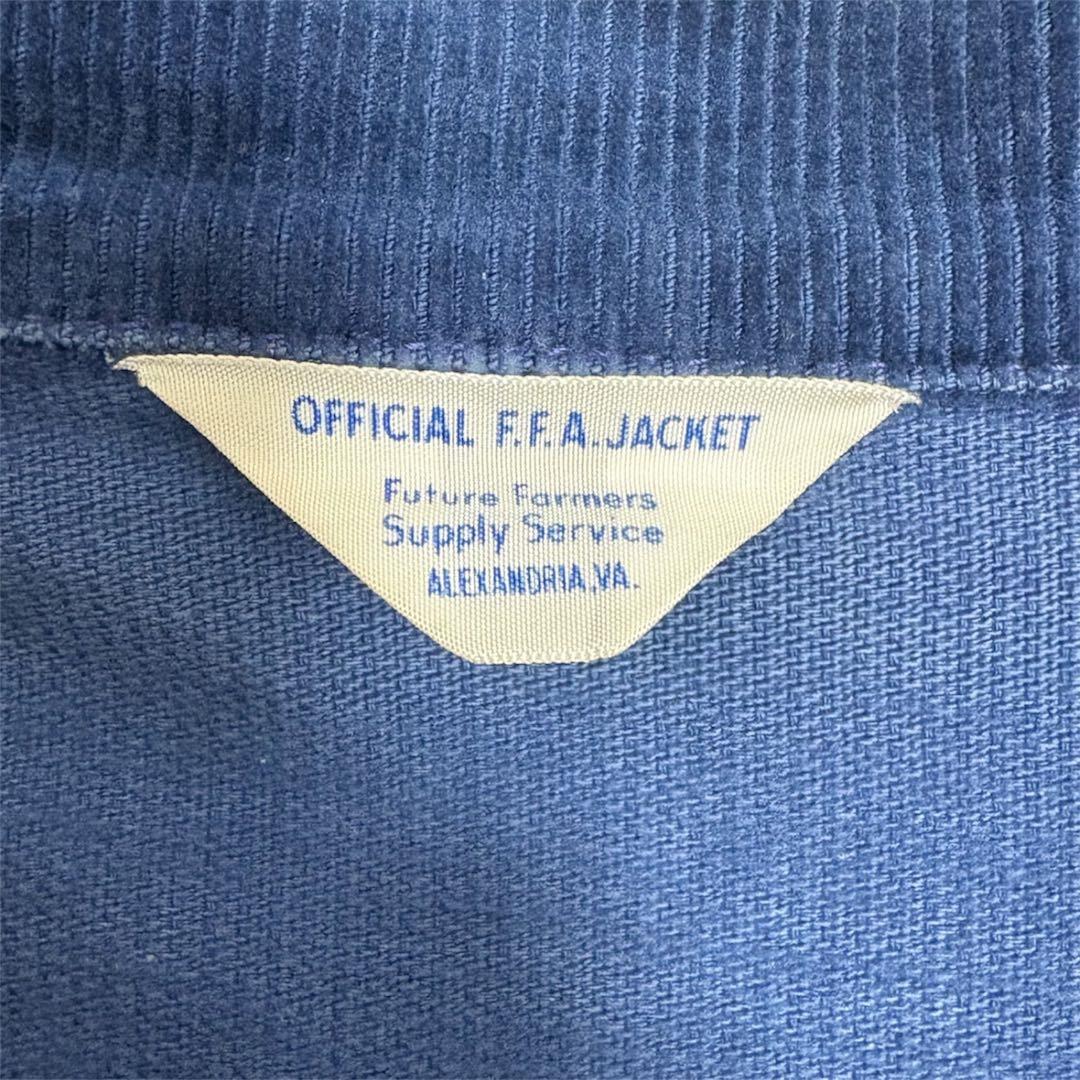 OFFICIAL F.F.A. JACKET
Future Farmers
Supply Service
ALEXANDRIA, VA.